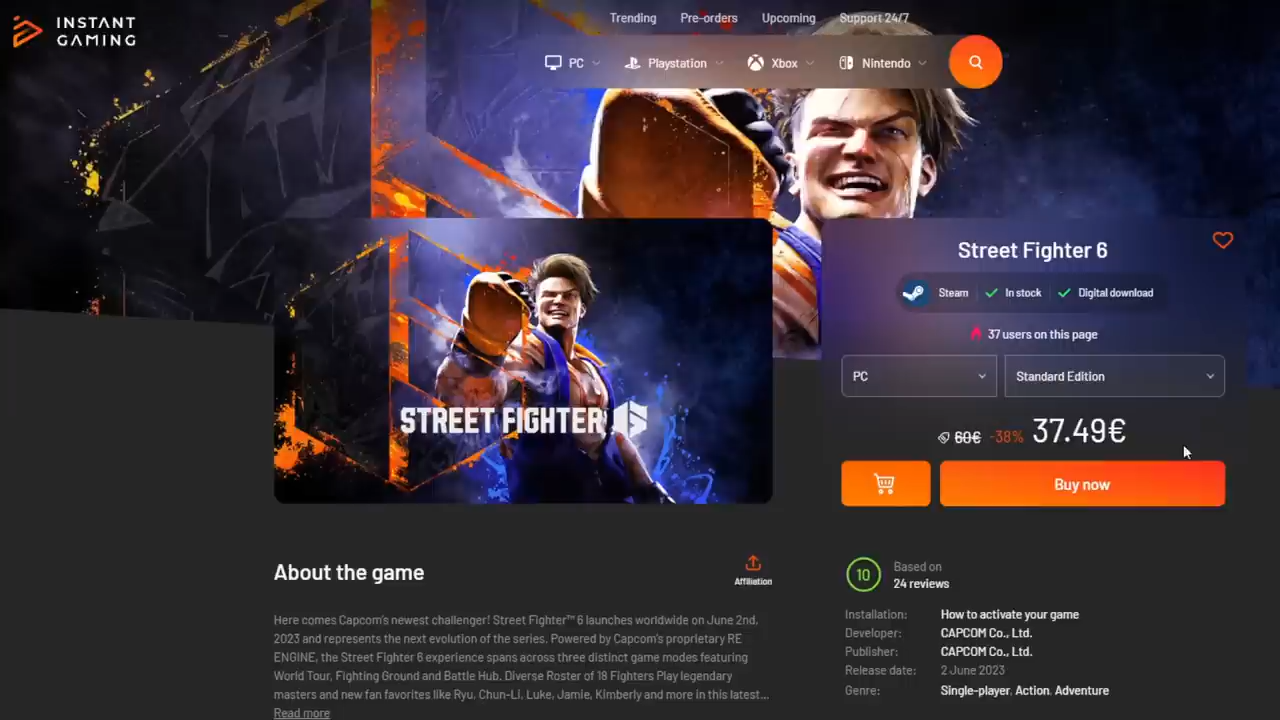 INSTANT
GAMING
Trending Pre-orders Upcoming Support 24/7
PC Playstation Xbox Nintendo
STREET FIGHTER 6
Street Fighter 6
Steam In stock Digital download
37 users on this page
PC Standard Edition
60€ -38% 37.49€
Buy now
About the game
Affiliation
Here comes Capcom's newest challenger! Street Fighter™ 6 launches worldwide on June 2nd,
2023 and represents the next evolution of the series. Powered by Capcom's proprietary RE
ENGINE, the Street Fighter 6 experience spans across three distinct game modes featuring
World Tour, Fighting Ground and Battle Hub. Diverse Roster of 18 Fighters Play legendary
masters and new fan favorites like Ryu, Chun-Li, Luke, Jamie, Kimberly and more in this latest...
Read more
10 Based on
24 reviews
Installation: How to activate your game
Developer: CAPCOM Co., Ltd.
Publisher: CAPCOM Co., Ltd.
Release date: 2 June 2023
Genre: Single-player, Action, Adventure